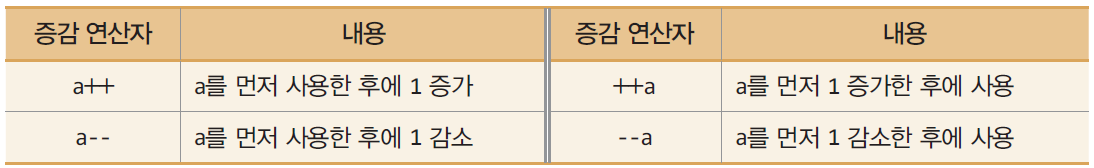 증감 연산자 내용 증감 연산자 내용
a++ a를 먼저 사용한 후에 1 증가 ++a a를 먼저 1 증가한 후에 사용
a-- a를 먼저 사용한 후에 1 감소 --a a를 먼저 1 감소한 후에 사용